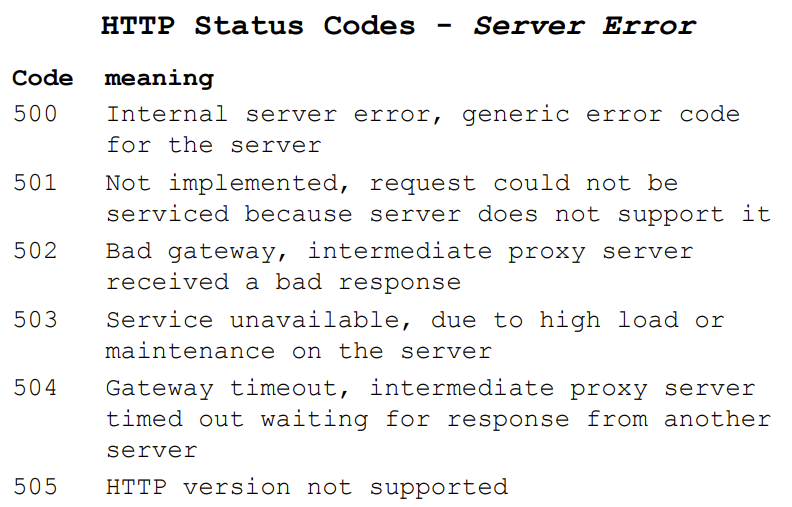 HTTP Status Codes - Server Error
Code meaning
500 Internal server error, generic error code
for the server
501 Not implemented, request could not be
serviced because server does not support it
502 Bad gateway, intermediate proxy server
received a bad response
503 Service unavailable, due to high load or
maintenance on the server
504 Gateway timeout, intermediate proxy server
timed out waiting for response from another
server
505 HTTP version not supported